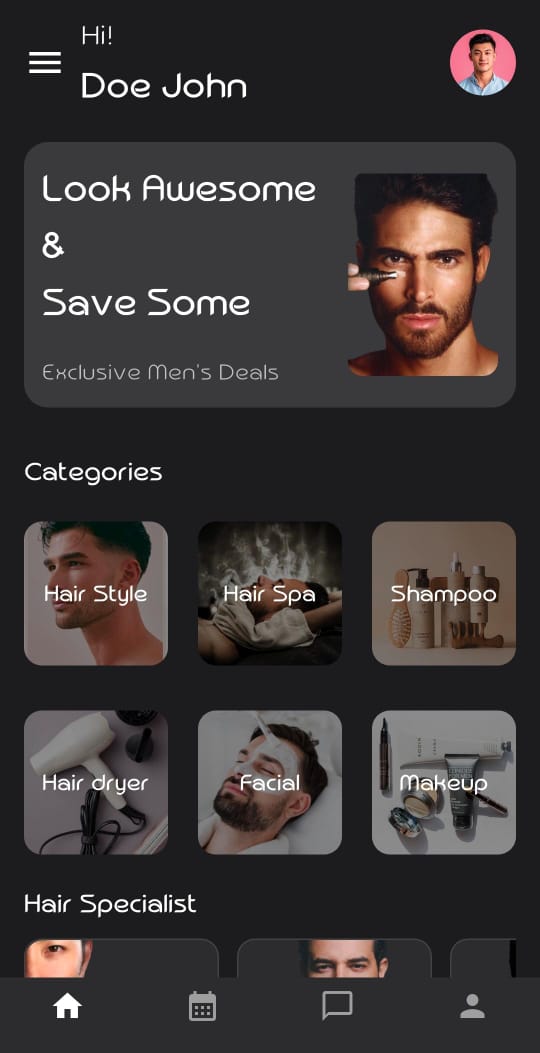 Hi!
Doe John
Look Awesome
&
Save Some
Exclusive Men's Deals
Categories
Hair Style
Hair Spa
Shampoo
Hair dryer
Facial
Makeup
Hair Specialist